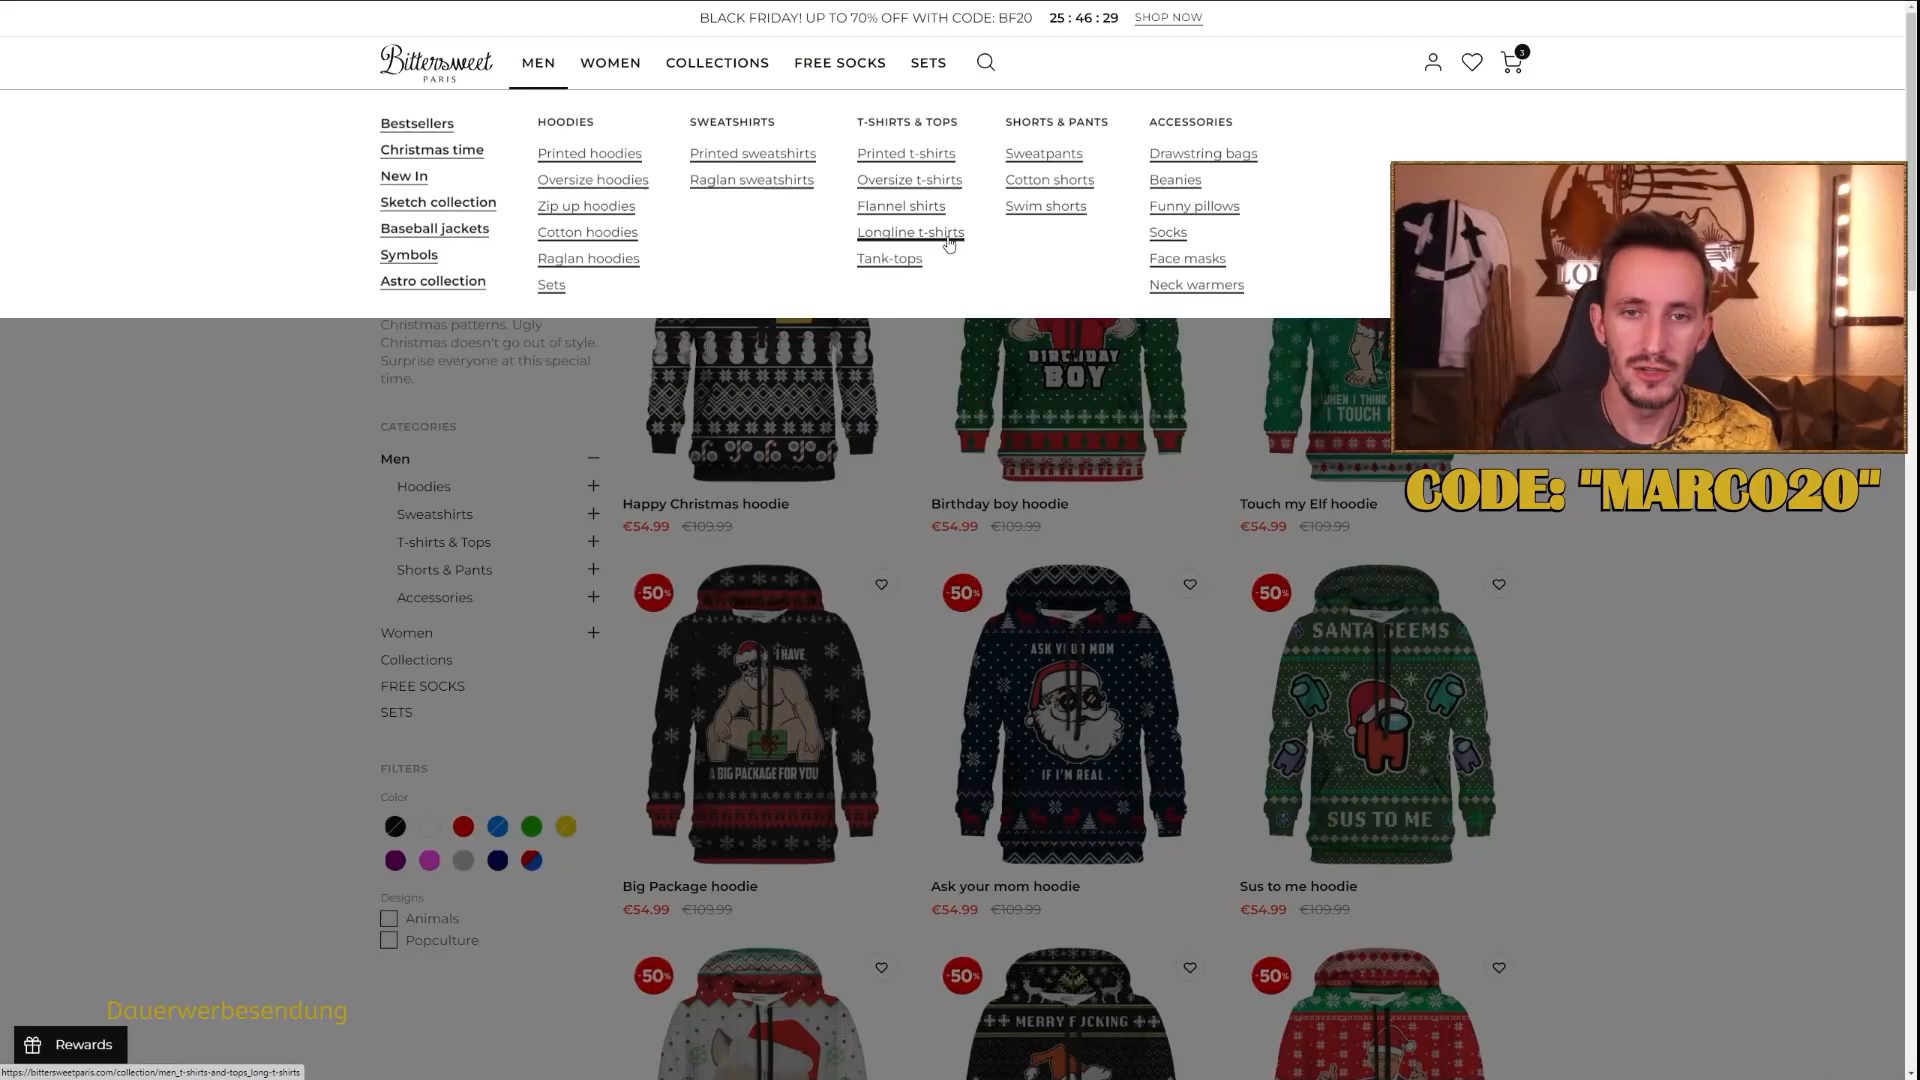 BLACK FRIDAY! UP TO 70% OFF WITH CODE: BF20 25 : 46 : 29 SHOP NOW
Bittersweet
PARIS
MEN WOMEN COLLECTIONS FREE SOCKS SETS
3
Bestsellers
Christmas time
New In
Sketch collection
Baseball jackets
Symbols
Astro collection
HOODIES
Printed hoodies
Oversize hoodies
Zip up hoodies
Cotton hoodies
Raglan hoodies
Sets
SWEATSHIRTS
Printed sweatshirts
Raglan sweatshirts
T-SHIRTS & TOPS
Printed t-shirts
Oversize t-shirts
Flannel shirts
Longline t-shirts
Tank-tops
SHORTS & PANTS
Sweatpants
Cotton shorts
Swim shorts
ACCESSORIES
Drawstring bags
Beanies
Funny pillows
Socks
Face masks
Neck warmers
CODE: "MARCO20"
Christmas patterns. Ugly
Christmas doesn't go out of style.
Surprise everyone at this special
time.
CATEGORIES
Men
Hoodies
Sweatshirts
T-shirts & Tops
Shorts & Pants
Accessories
Women
Collections
FREE SOCKS
SETS
FILTERS
Color
Designs
Animals
Popculture
BIRTHDAY
BOY
WHEN I THINK
I TOUCH
Happy Christmas hoodie
€54.99 €109.99
Birthday boy hoodie
€54.99 €109.99
Touch my Elf hoodie
€54.99 €109.99
-50%
I HAVE
A BIG PACKAGE FOR YOU
Big Package hoodie
€54.99 €109.99
-50%
ASK YOUR MOM
IF I'M REAL
Ask your mom hoodie
€54.99 €109.99
-50%
SANTA SEEMS
SUS TO ME
Sus to me hoodie
€54.99 €109.99
-50%
-50%
MERRY F CKING
-50%
Dauerwerbesendung
Rewards
https://bittersweetparis.com/collection/men_t-shirts-and-tops_long-t-shirts